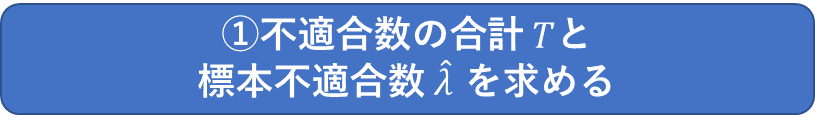 ①不適合数の合計 T と
標本不適合数 λ̂ を求める